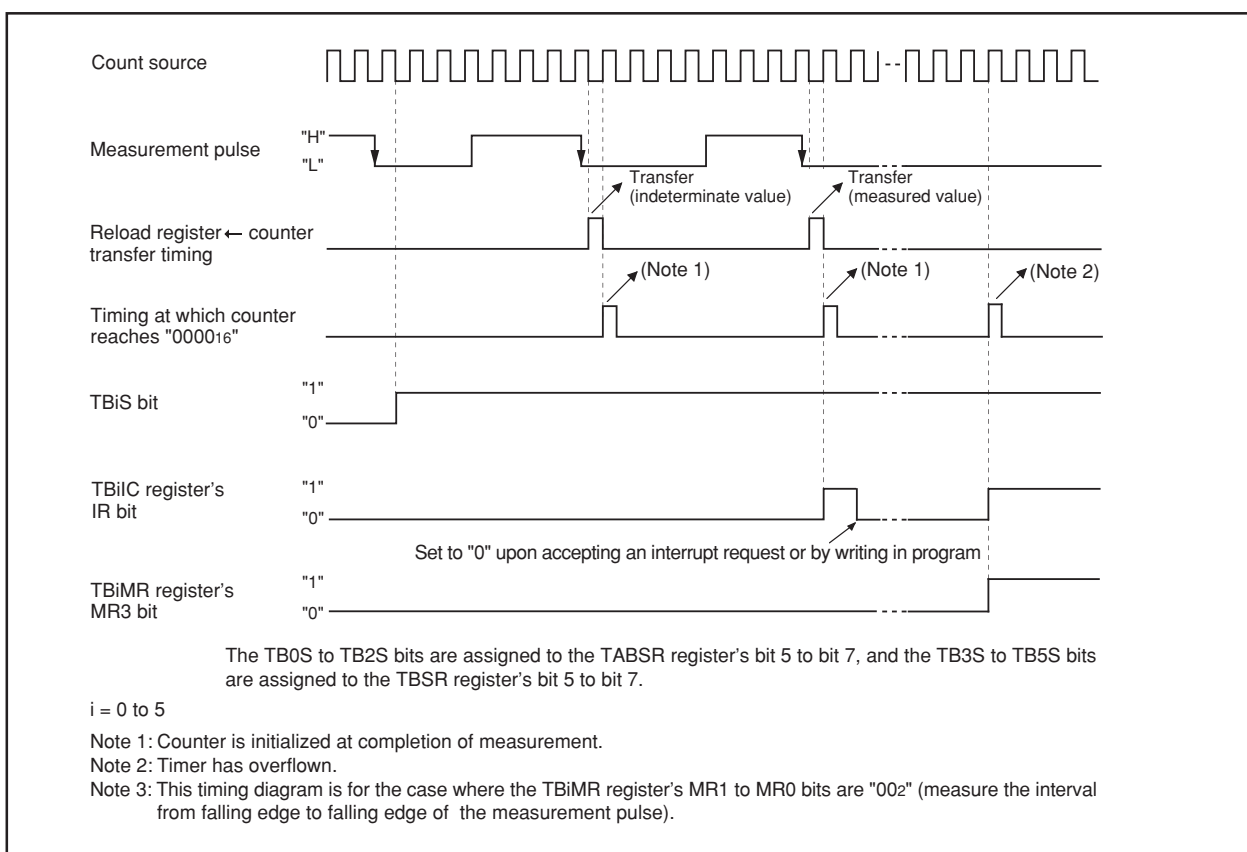 Count source
Measurement pulse
"H"
"L"
Transfer
(indeterminate value)
Transfer
(measured value)
Reload register ← counter
transfer timing
(Note 1)
(Note 1)
(Note 2)
Timing at which counter
reaches "000016"
TBiS bit
"1"
"0"
TBiIC register's
IR bit
"1"
"0"
Set to "0" upon accepting an interrupt request or by writing in program
TBiMR register's
MR3 bit
"1"
"0"
The TB0S to TB2S bits are assigned to the TABSR register's bit 5 to bit 7, and the TB3S to TB5S bits
are assigned to the TBSR register's bit 5 to bit 7.
i = 0 to 5
Note 1: Counter is initialized at completion of measurement.
Note 2: Timer has overflown.
Note 3: This timing diagram is for the case where the TBiMR register's MR1 to MR0 bits are "002" (measure the interval
from falling edge to falling edge of the measurement pulse).